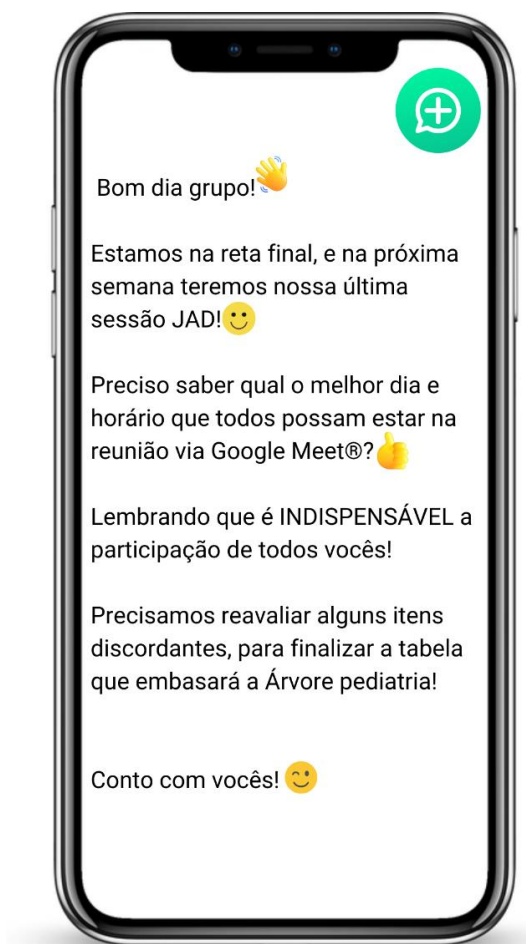 Bom dia grupo!👋
Estamos na reta final, e na próxima
semana teremos nossa última
sessão JAD!🙂
Preciso saber qual o melhor dia e
horário que todos possam estar na
reunião via Google Meet®?👍
Lembrando que é INDISPENSÁVEL a
participação de todos vocês!
Precisamos reavaliar alguns itens
discordantes, para finalizar a tabela
que embasará a Árvore pediatria!
Conto com vocês! 😉